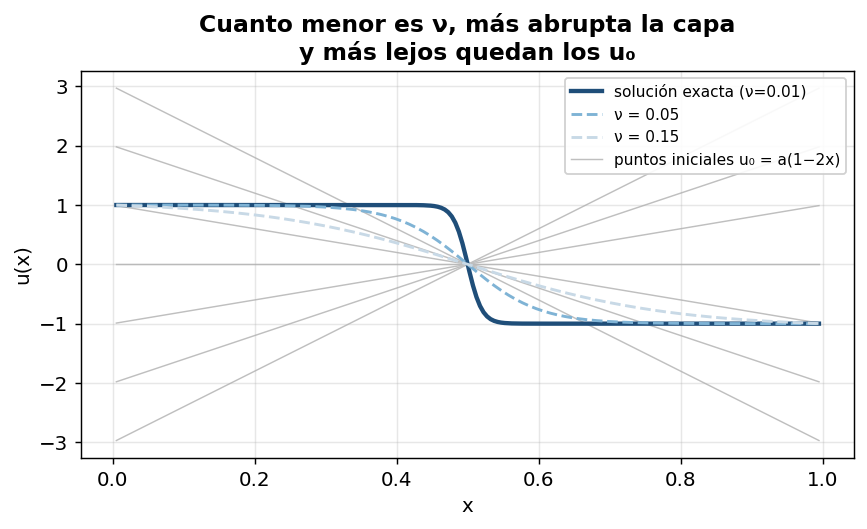 Cuanto menor es ν, más abrupta la capa
y más lejos quedan los u₀
solución exacta (ν=0.01)
ν = 0.05
ν = 0.15
puntos iniciales u₀ = a(1−2x)
u(x)
3
2
1
0
−1
−2
−3
0.0 0.2 0.4 0.6 0.8 1.0
x